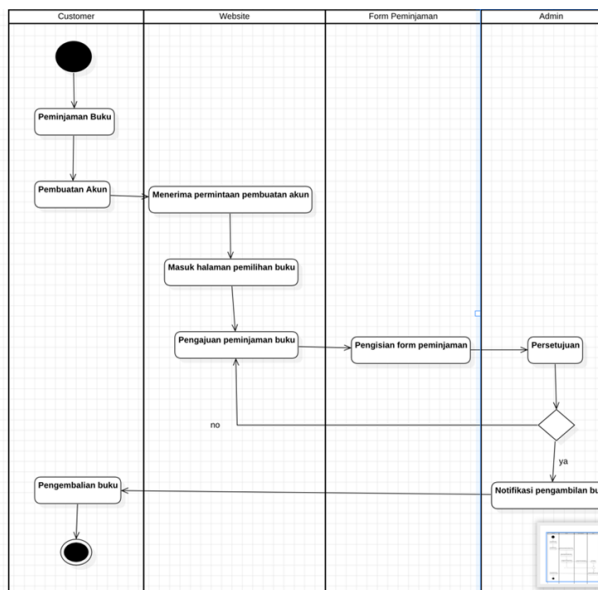 Customer
Website
Form Peminjaman
Admin
Peminjaman Buku
Pembuatan Akun
Menerima permintaan pembuatan akun
Masuk halaman pemilihan buku
Pengajuan peminjaman buku
Pengisian form peminjaman
Persetujuan
no
ya
Pengembalian buku
Notifikasi pengambilan bu